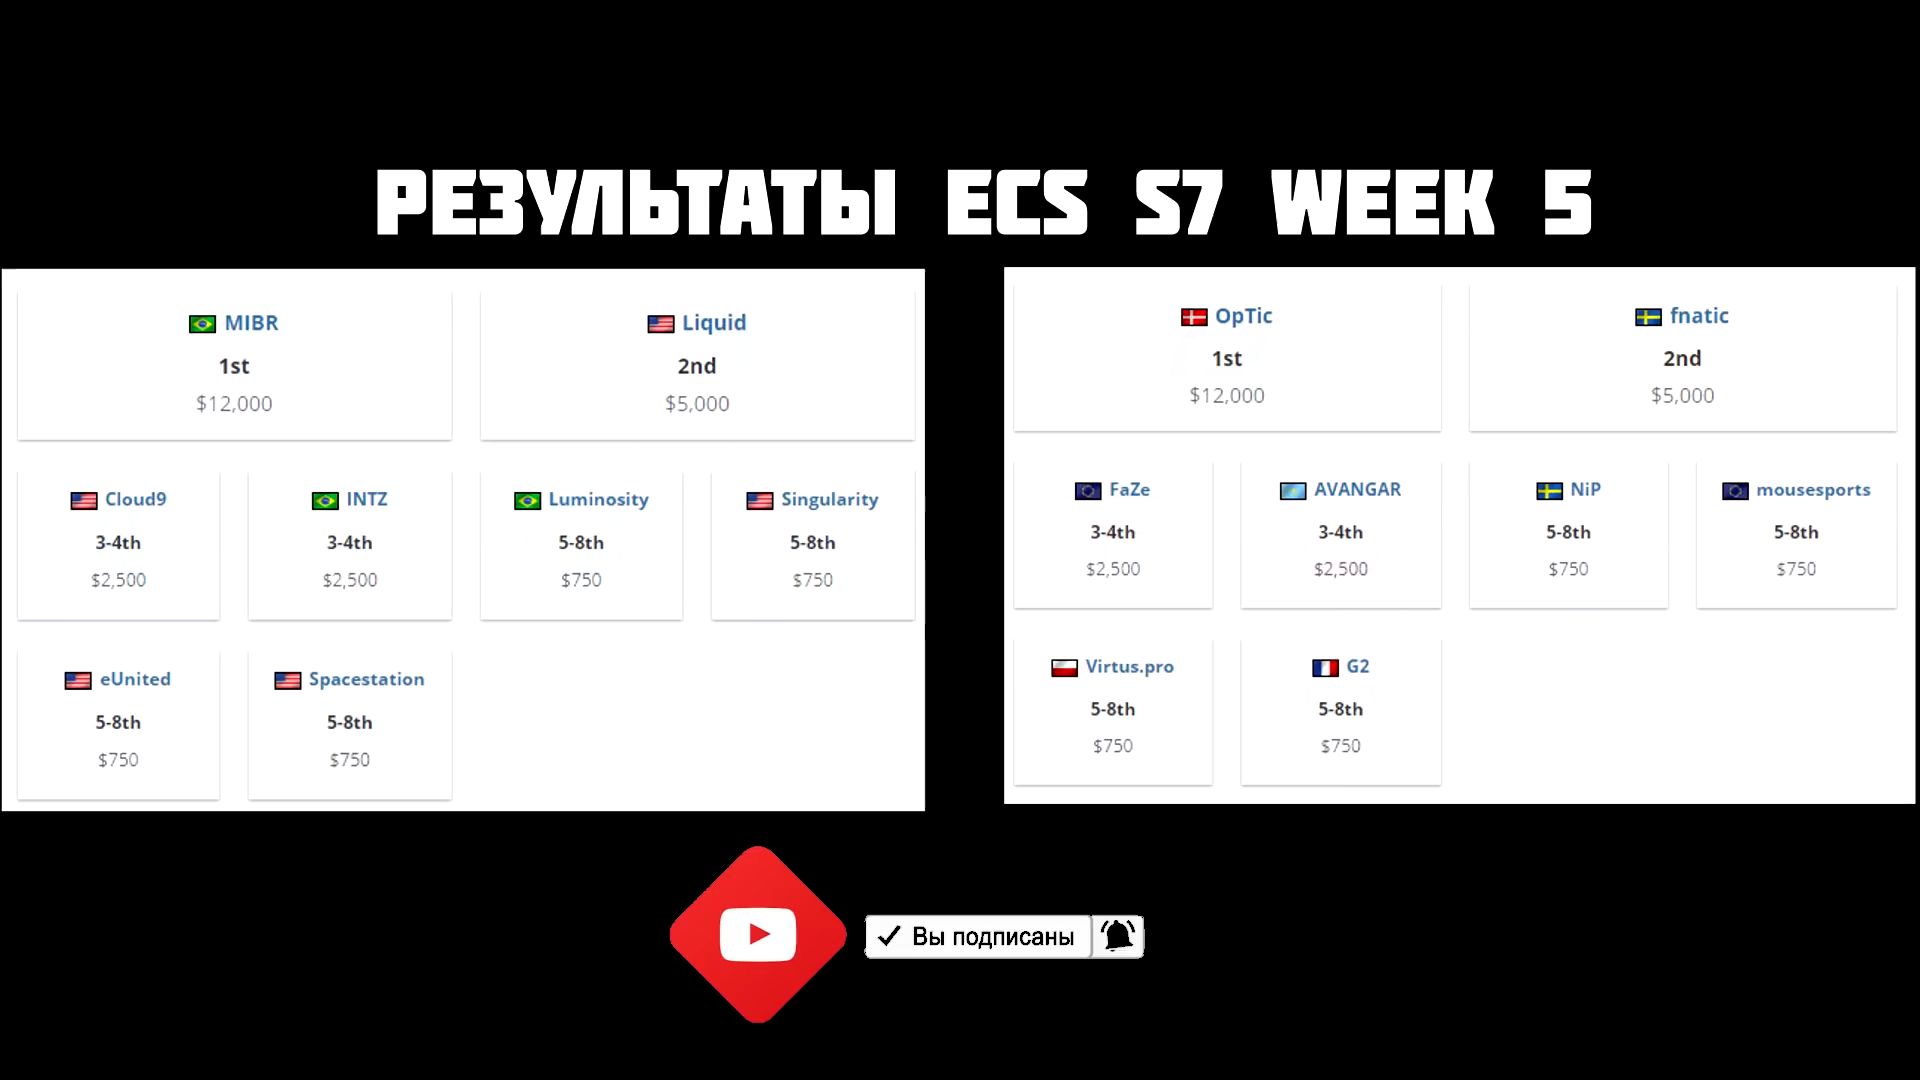 РЕЗУЛЬТАТЫ ECS S7 WEEK 5
MIBR
1st
$12,000
Liquid
2nd
$5,000
Cloud9
3-4th
$2,500
INTZ
3-4th
$2,500
Luminosity
5-8th
$750
Singularity
5-8th
$750
eUnited
5-8th
$750
Spacestation
5-8th
$750
OpTic
1st
$12,000
fnatic
2nd
$5,000
FaZe
3-4th
$2,500
AVANGAR
3-4th
$2,500
NiP
5-8th
$750
mousesports
5-8th
$750
Virtus.pro
5-8th
$750
G2
5-8th
$750
Вы подписаны